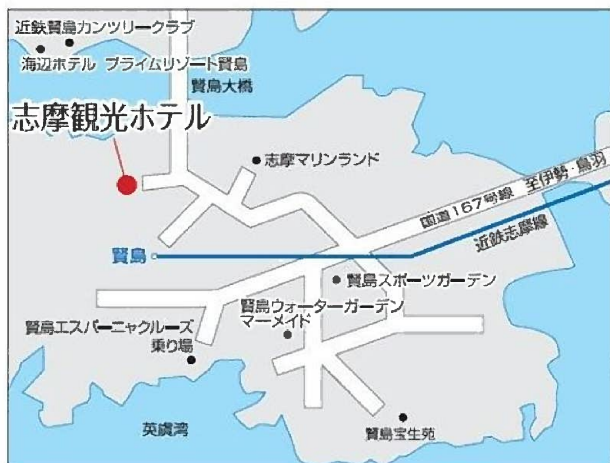 近鉄賢島カンツリークラブ
海辺ホテル プライムリゾート賢島
賢島大橋
志摩観光ホテル
志摩マリンランド
国道167号線 至伊勢・鳥羽
近鉄志摩線
賢島
賢島スポーツガーデン
賢島ウォーターガーデン
マーメイド
賢島エスパーニャクルーズ
乗り場
英虞湾
賢島宝生苑